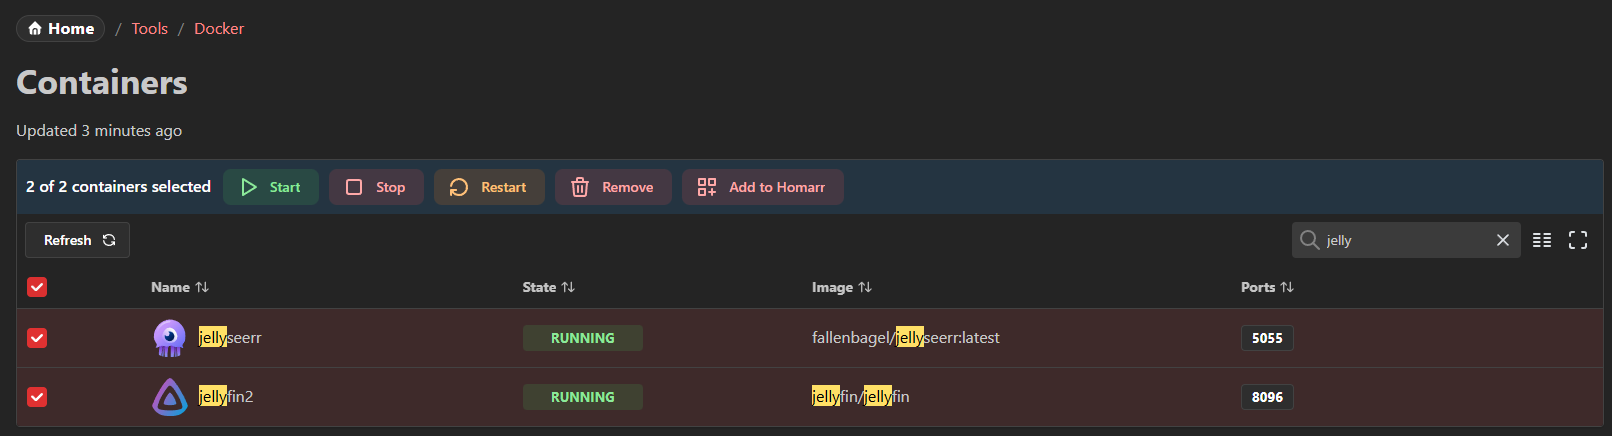 Home / Tools / Docker
Containers
Updated 3 minutes ago
2 of 2 containers selected Start Stop Restart Remove Add to Homarr
Refresh jelly
Name State Image Ports
jellyseerr RUNNING fallenbagel/jellyseerr:latest 5055
jellyfin2 RUNNING jellyfin/jellyfin 8096